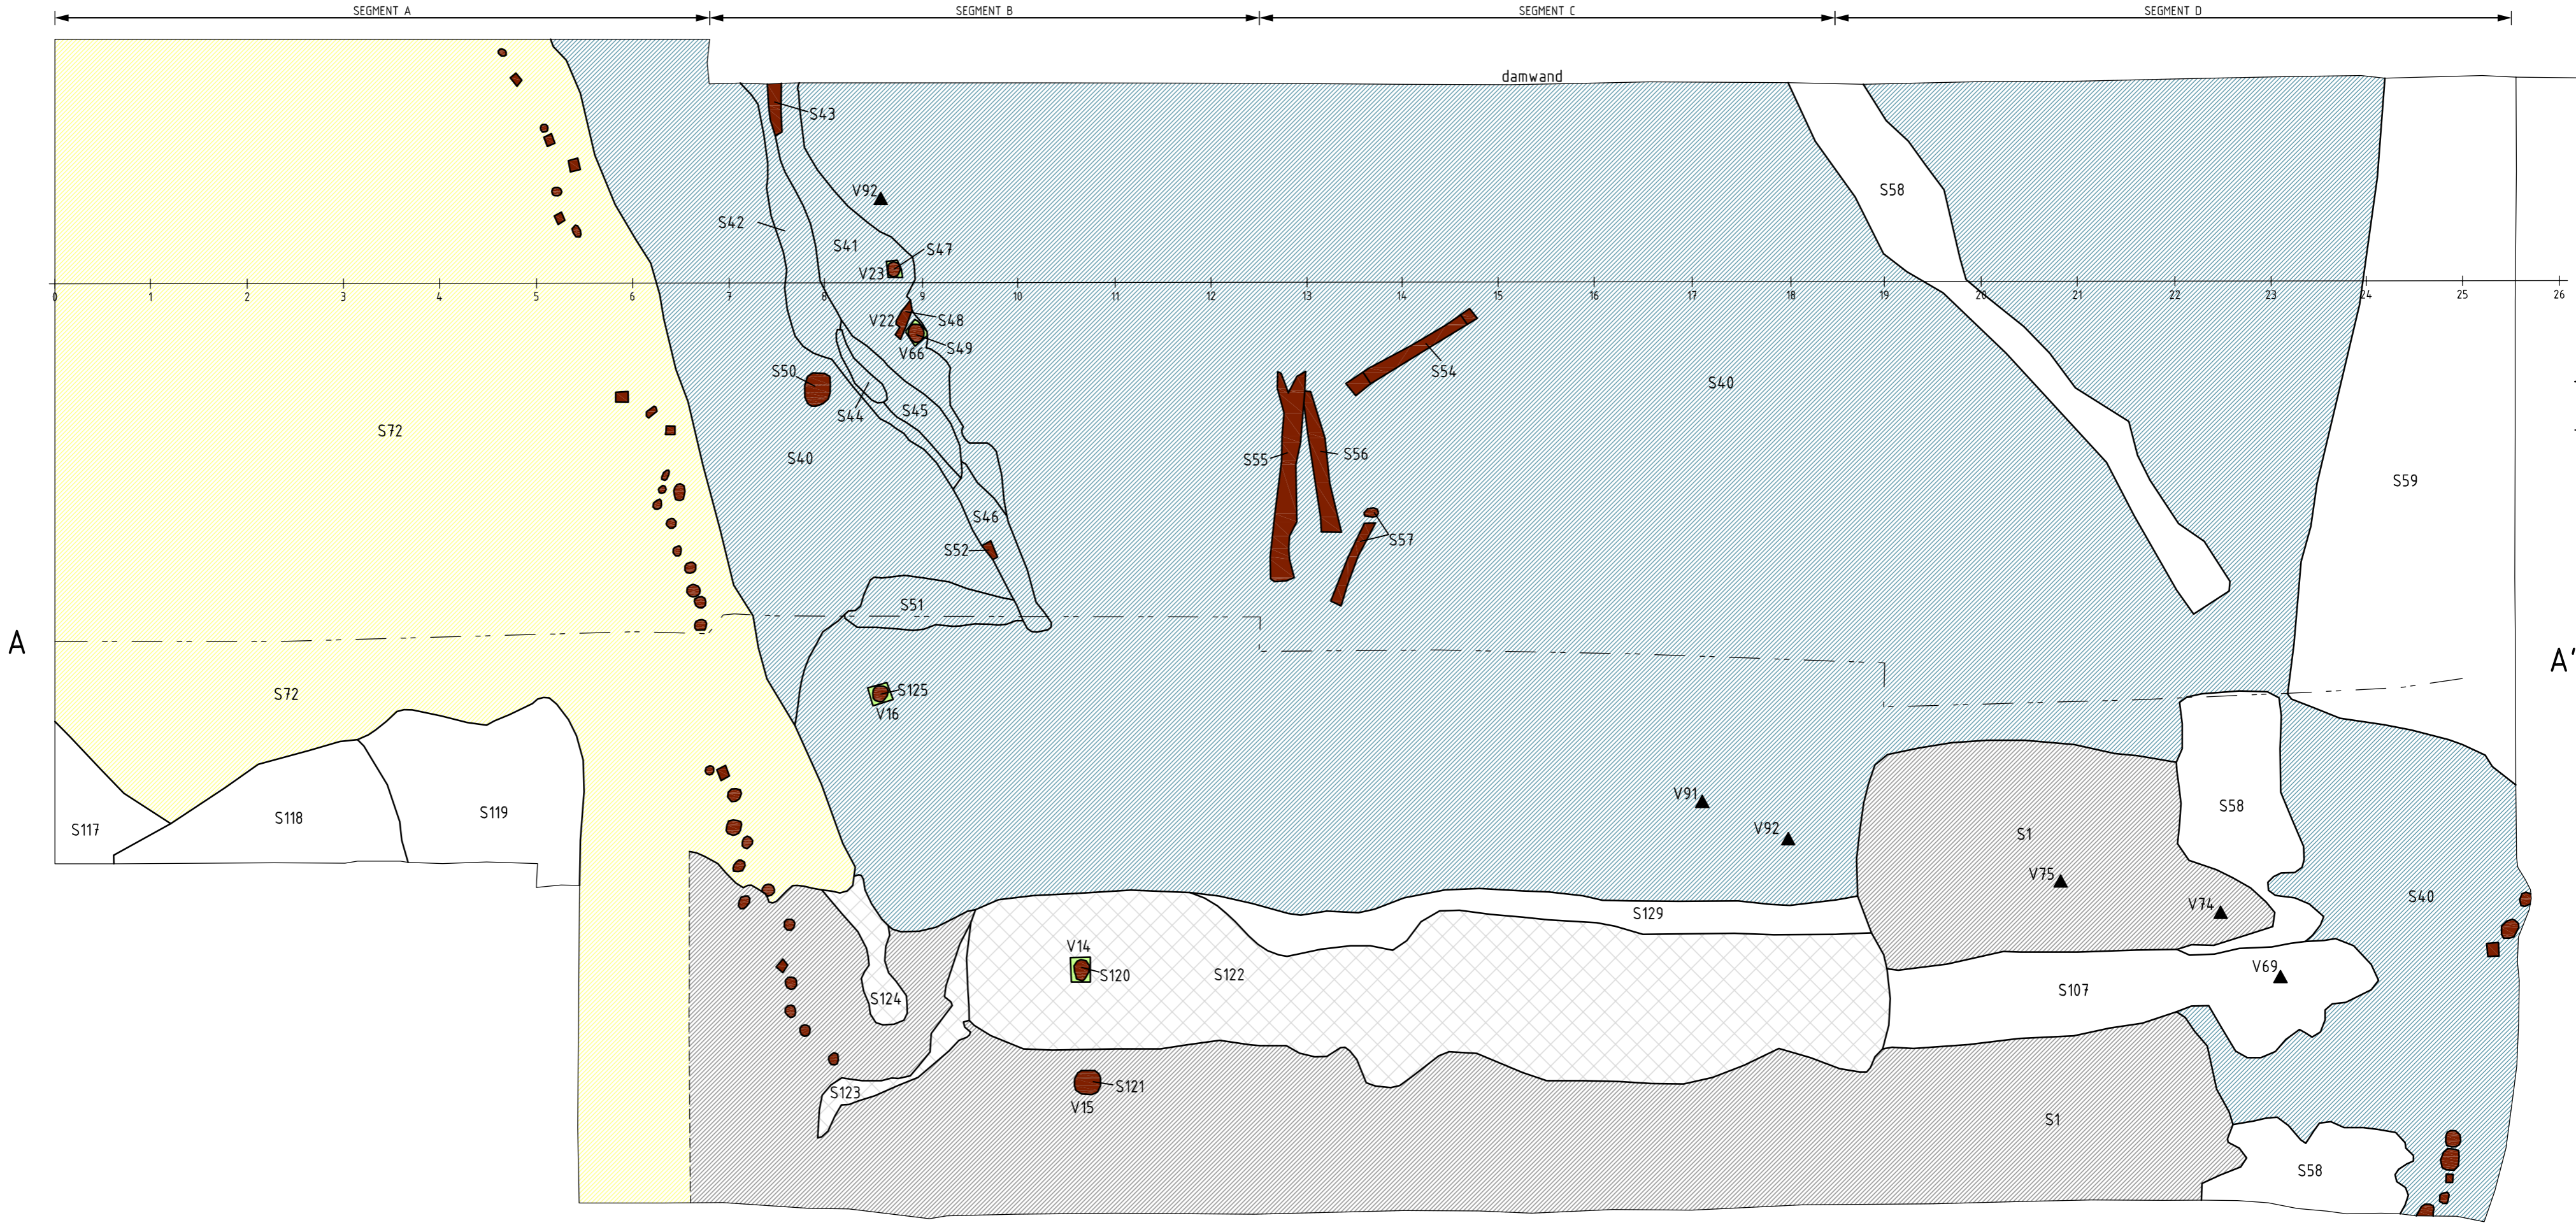 SEGMENT A SEGMENT B SEGMENT C SEGMENT D
damwand
S43
V92 S58
S42
S41 S47
V23
0 1 2 3 4 5 6 7 8 9 10 11 12 13 14 15 16 17 18 19 20 21 22 23 24 25 26
V22 S48
S49
V66
S50 S54
S40
S44 S45
S72
S40 S55 S56
S59
S46
S52 S57
S51
A A'
S72 S125
V16
V91
S117 S118 S119 S58
V92 S1
V75
S40
V74
S129
V14
S120 S122 V69
S124 S107
S123 S121
V15
S1
S58